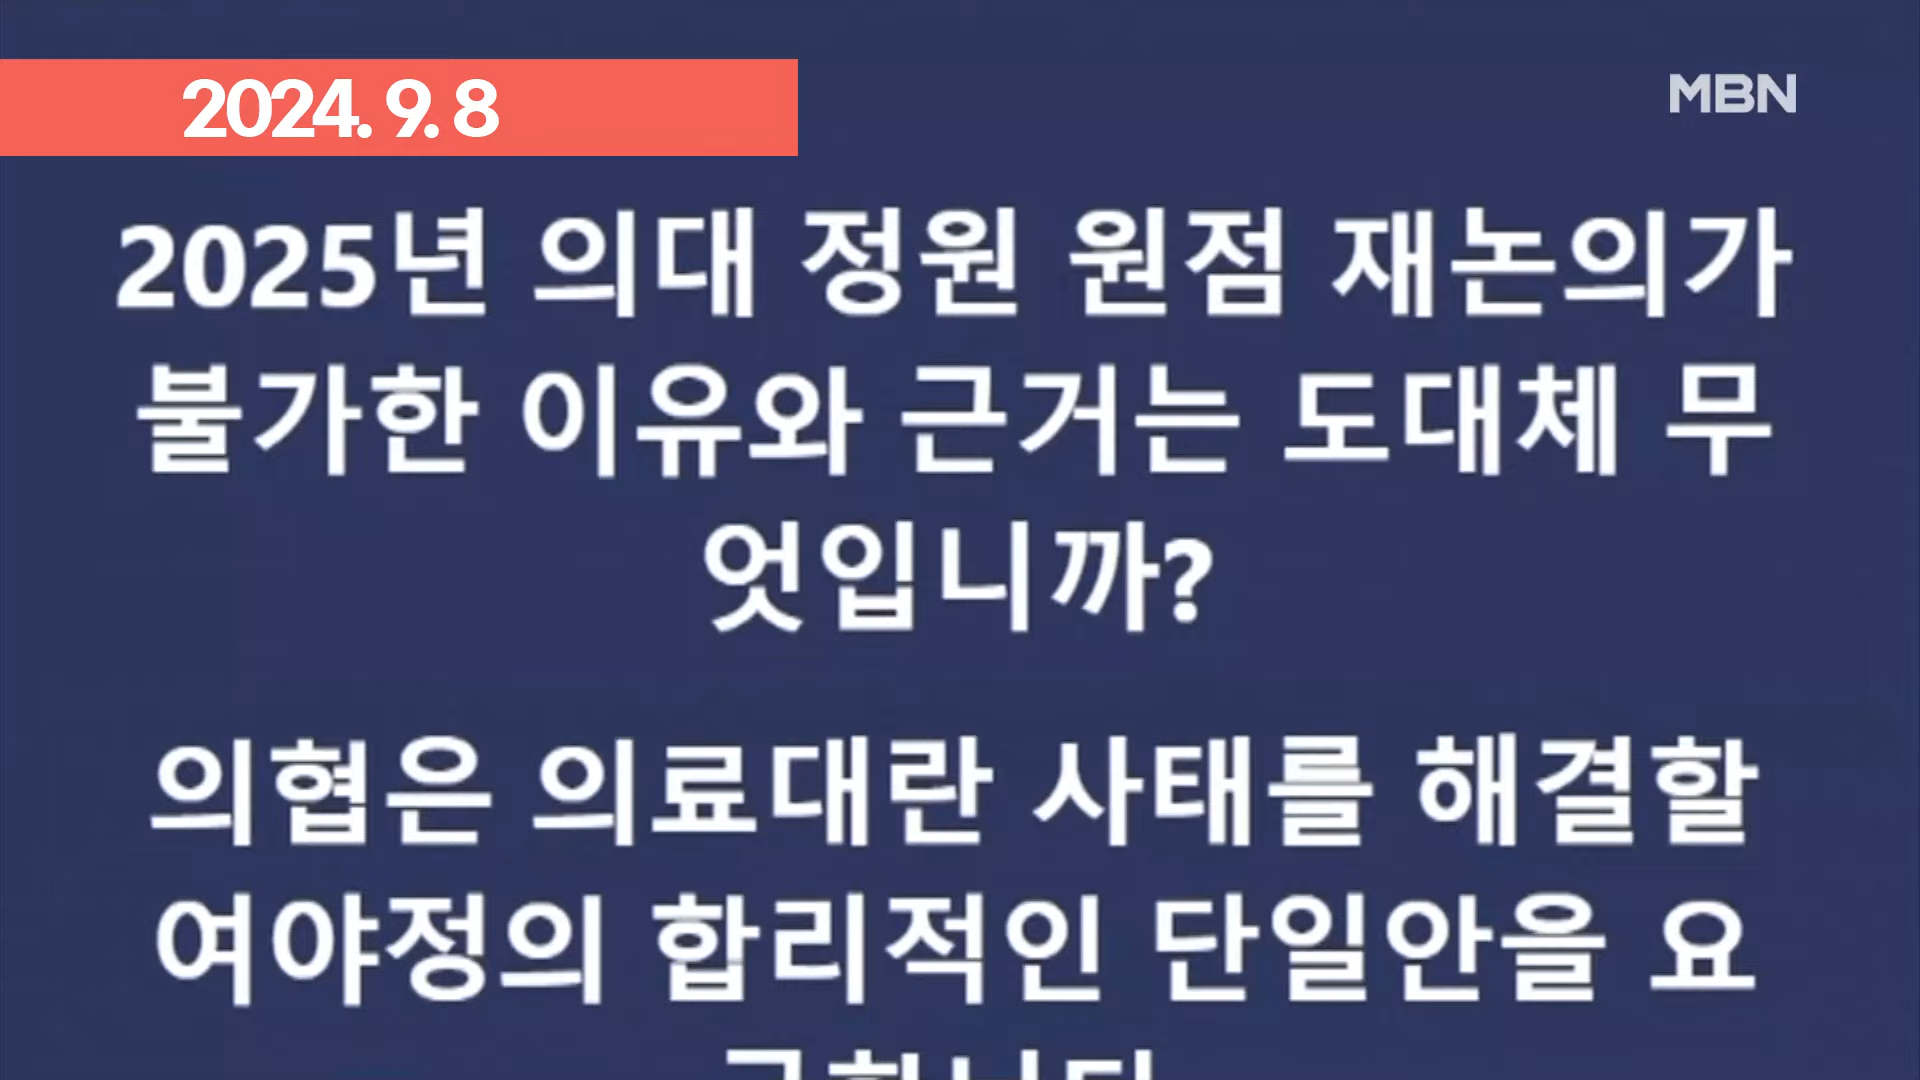 2024. 9. 8
MBN
2025년 의대 정원 원점 재논의가
불가한 이유와 근거는 도대체 무
엇입니까?
의협은 의료대란 사태를 해결할
여야정의 합리적인 단일안을 요